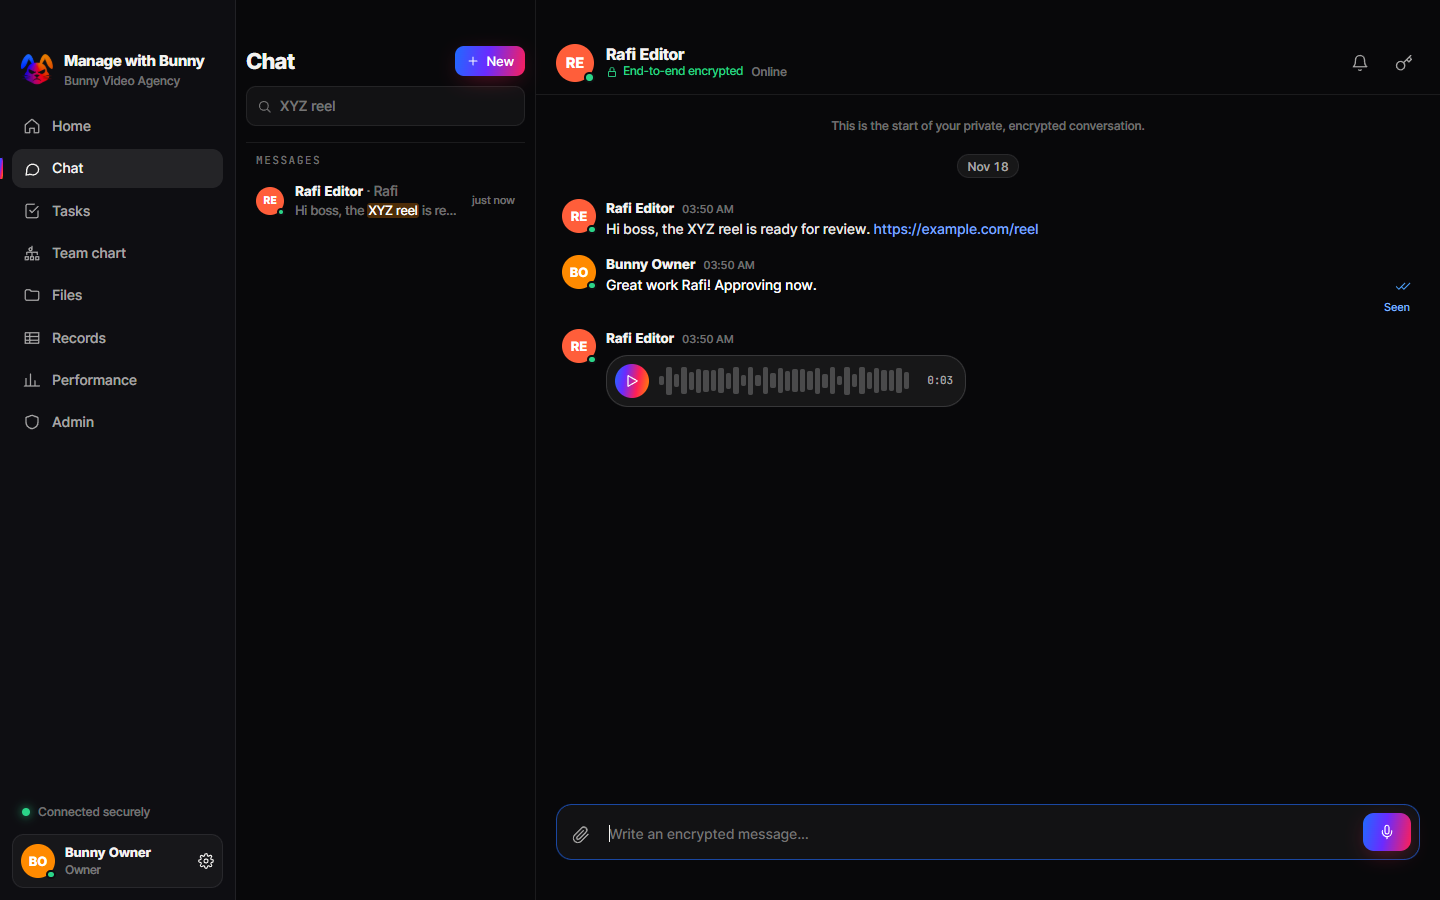 Manage with Bunny
Bunny Video Agency
Home
Chat
Tasks
Team chart
Files
Records
Performance
Admin
Connected securely
BO
Bunny Owner
Owner
Chat
+ New
XYZ reel
MESSAGES
RE
Rafi Editor · Rafi
Hi boss, the XYZ reel is re...
just now
RE
Rafi Editor
End-to-end encrypted Online
This is the start of your private, encrypted conversation.
Nov 18
RE
Rafi Editor 03:50 AM
Hi boss, the XYZ reel is ready for review. https://example.com/reel
BO
Bunny Owner 03:50 AM
Great work Rafi! Approving now.
Seen
RE
Rafi Editor 03:50 AM
0:03
Write an encrypted message...